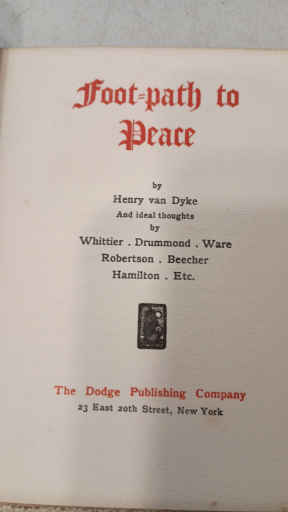 Foot-path to
Peace
by
Henry van Dyke
And ideal thoughts
by
Whittier . Drummond . Ware
Robertson . Beecher
Hamilton . Etc.
The Dodge Publishing Company
23 East 20th Street, New York